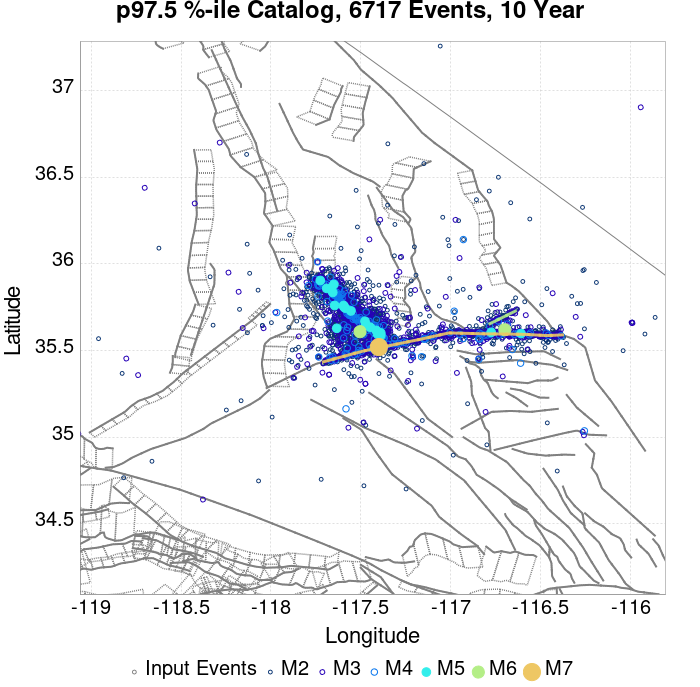 p97.5 %-ile Catalog, 6717 Events, 10 Year
37
36.5
36
35.5
35
34.5
Latitude
-119 -118.5 -118 -117.5 -117 -116.5 -116
Longitude
Input Events M2 M3 M4 M5 M6 M7